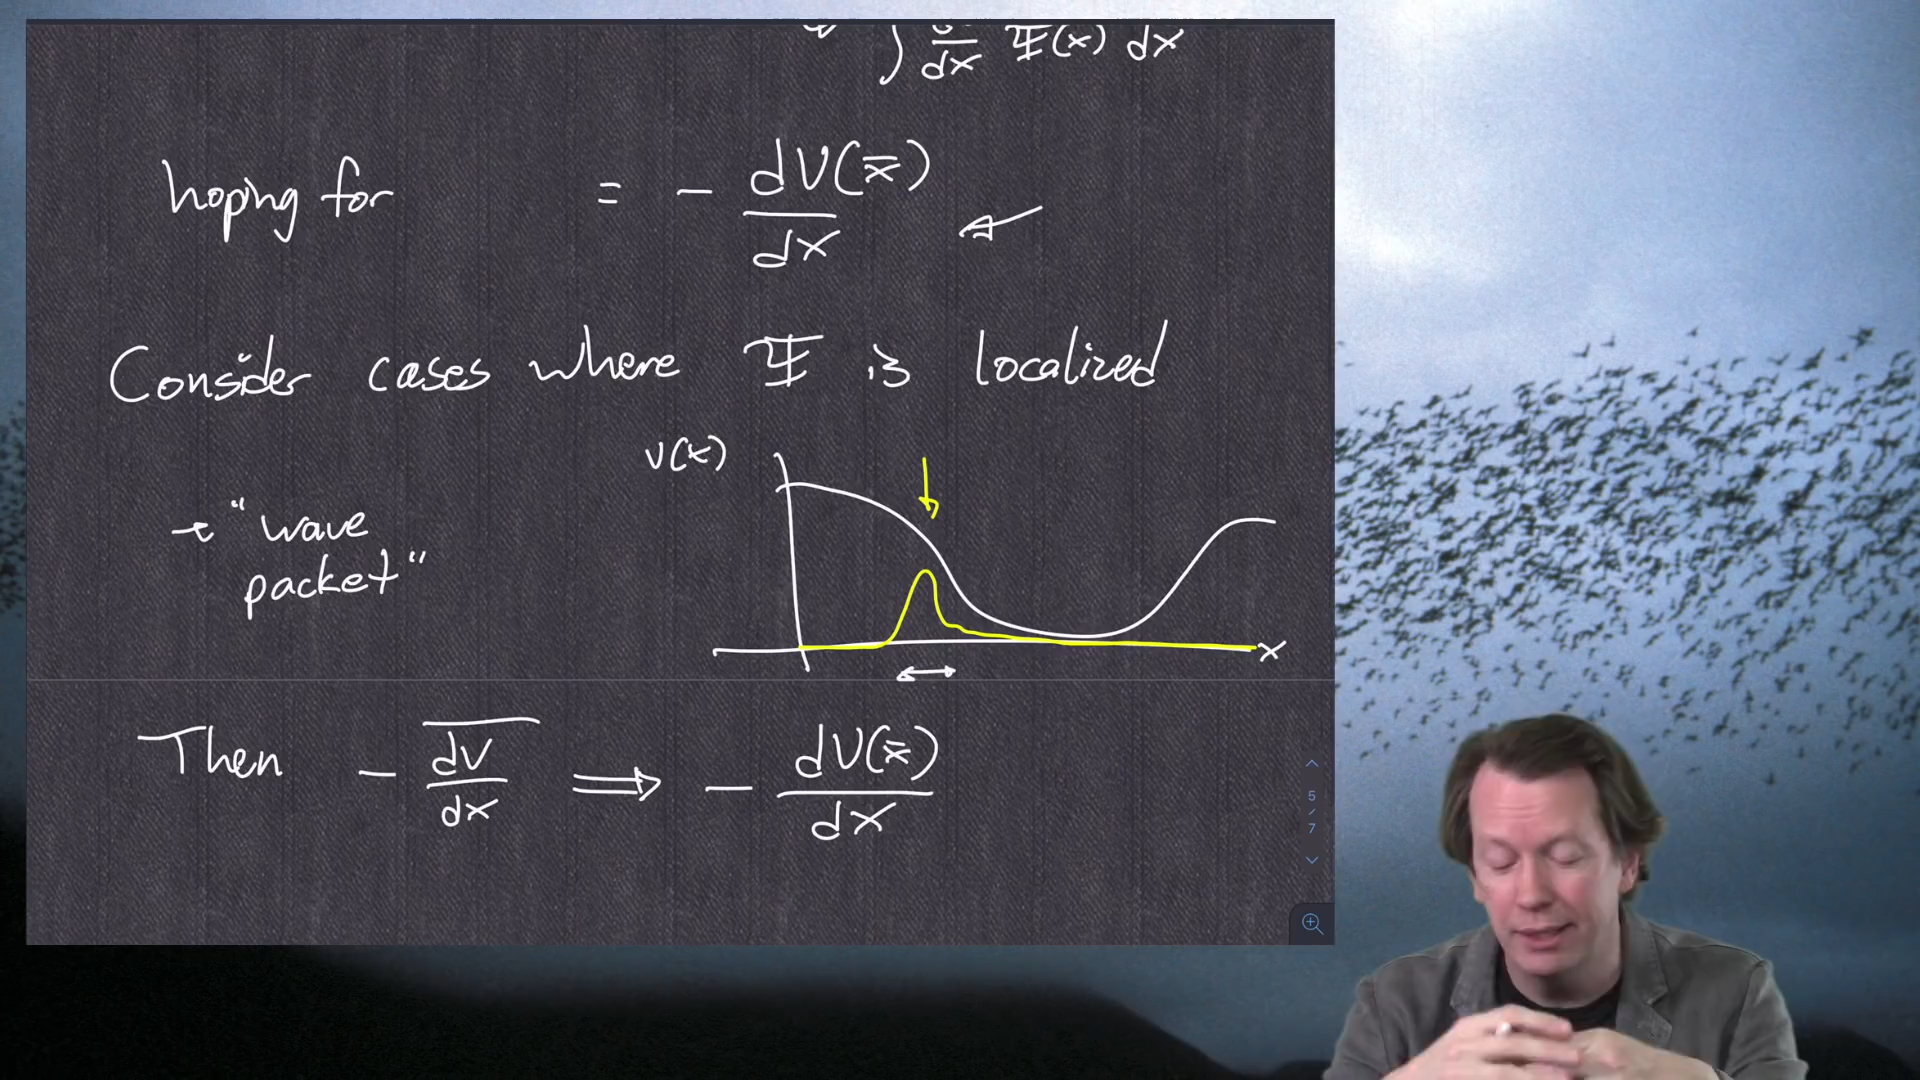 ∫ d/dx Ψ(x) dx
hoping for = - dV(x̄)/dx
Consider cases where Ψ is localized
V(x)
→ "wave
packet"
x
Then - \overline{dV/dx} ⟹ - dV(x̄)/dx
5
/
7